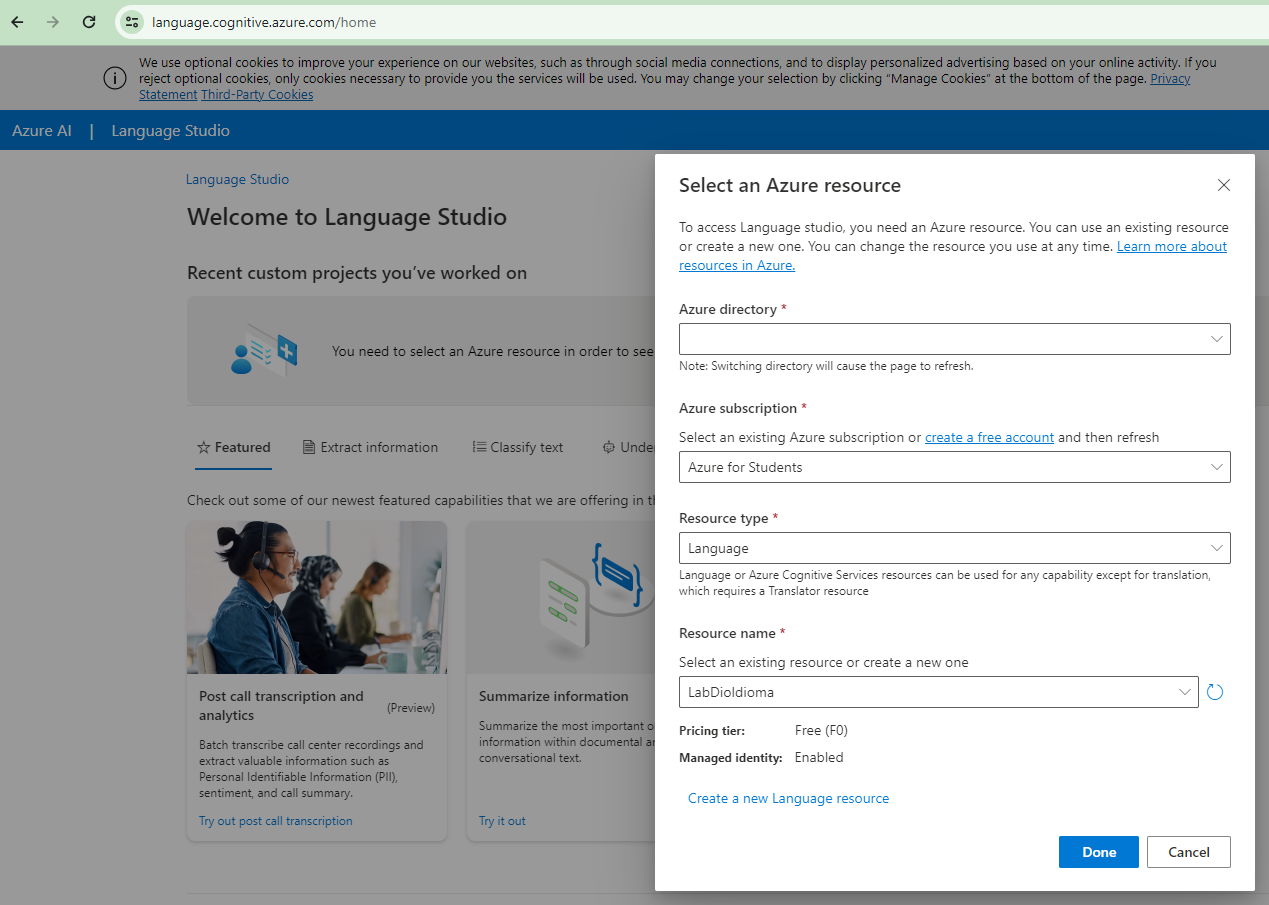 language.cognitive.azure.com/home
We use optional cookies to improve your experience on our websites, such as through social media connections, and to display personalized advertising based on your online activity. If you
reject optional cookies, only cookies necessary to provide you the services will be used. You may change your selection by clicking “Manage Cookies” at the bottom of the page. Privacy
Statement Third-Party Cookies
Azure AI | Language Studio
Language Studio
Welcome to Language Studio
Recent custom projects you’ve worked on
You need to select an Azure resource in order to see
Featured Extract information Classify text Unde
Check out some of our newest featured capabilities that we are offering in th
Post call transcription and
analytics
(Preview)
Batch transcribe call center recordings and
extract valuable information such as
Personal Identifiable Information (PII),
sentiment, and call summary.
Try out post call transcription
Summarize information
Summarize the most important o
information within documental an
conversational text.
Try it out
Select an Azure resource
To access Language studio, you need an Azure resource. You can use an existing resource
or create a new one. You can change the resource you use at any time. Learn more about
resources in Azure.
Azure directory *
Note: Switching directory will cause the page to refresh.
Azure subscription *
Select an existing Azure subscription or create a free account and then refresh
Azure for Students
Resource type *
Language
Language or Azure Cognitive Services resources can be used for any capability except for translation,
which requires a Translator resource
Resource name *
Select an existing resource or create a new one
LabDioIdioma
Pricing tier: Free (F0)
Managed identity: Enabled
Create a new Language resource
Done Cancel